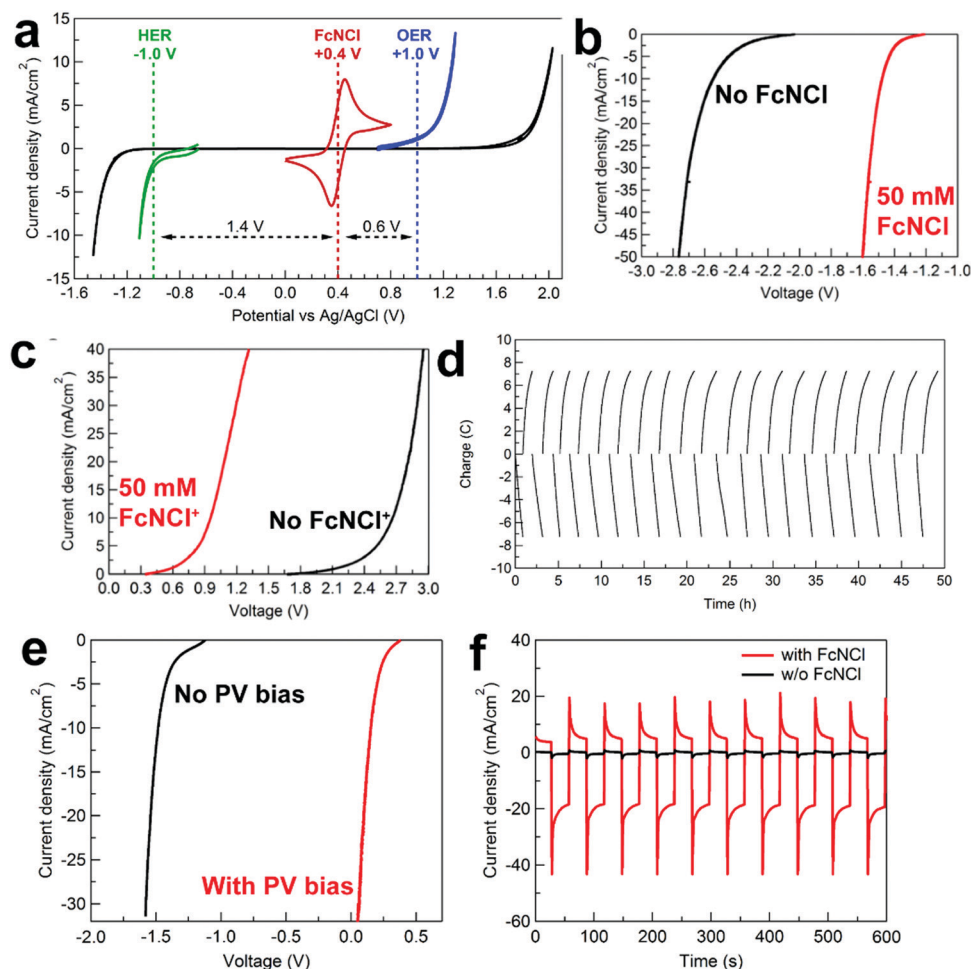 a
HER
-1.0 V
FcNCl
+0.4 V
OER
+1.0 V
1.4 V
0.6 V
15
10
5
0
-5
-10
-15
Current density (mA/cm²)
-1.6 -1.2 -0.8 -0.4 0.0 0.4 0.8 1.2 1.6 2.0
Potential vs Ag/AgCl (V)
b
No FcNCl
50 mM
FcNCl
0
-5
-10
-15
-20
-25
-30
-35
-40
-45
-50
Current density (mA/cm²)
-3.0 -2.8 -2.6 -2.4 -2.2 -2.0 -1.8 -1.6 -1.4 -1.2 -1.0
Voltage (V)
c
50 mM
FcNCl⁺
No FcNCl⁺
40
35
30
25
20
15
10
5
0
Current density (mA/cm²)
0.0 0.3 0.6 0.9 1.2 1.5 1.8 2.1 2.4 2.7 3.0
Voltage (V)
d
10
8
6
4
2
0
-2
-4
-6
-8
-10
Charge (C)
0 5 10 15 20 25 30 35 40 45 50
Time (h)
e
No PV bias
With PV bias
0
-5
-10
-15
-20
-25
-30
Current density (mA/cm²)
-2.0 -1.5 -1.0 -0.5 0.0 0.5
Voltage (V)
f
with FcNCl
w/o FcNCl
40
20
0
-20
-40
-60
Current density (mA/cm²)
0 100 200 300 400 500 600
Time (s)